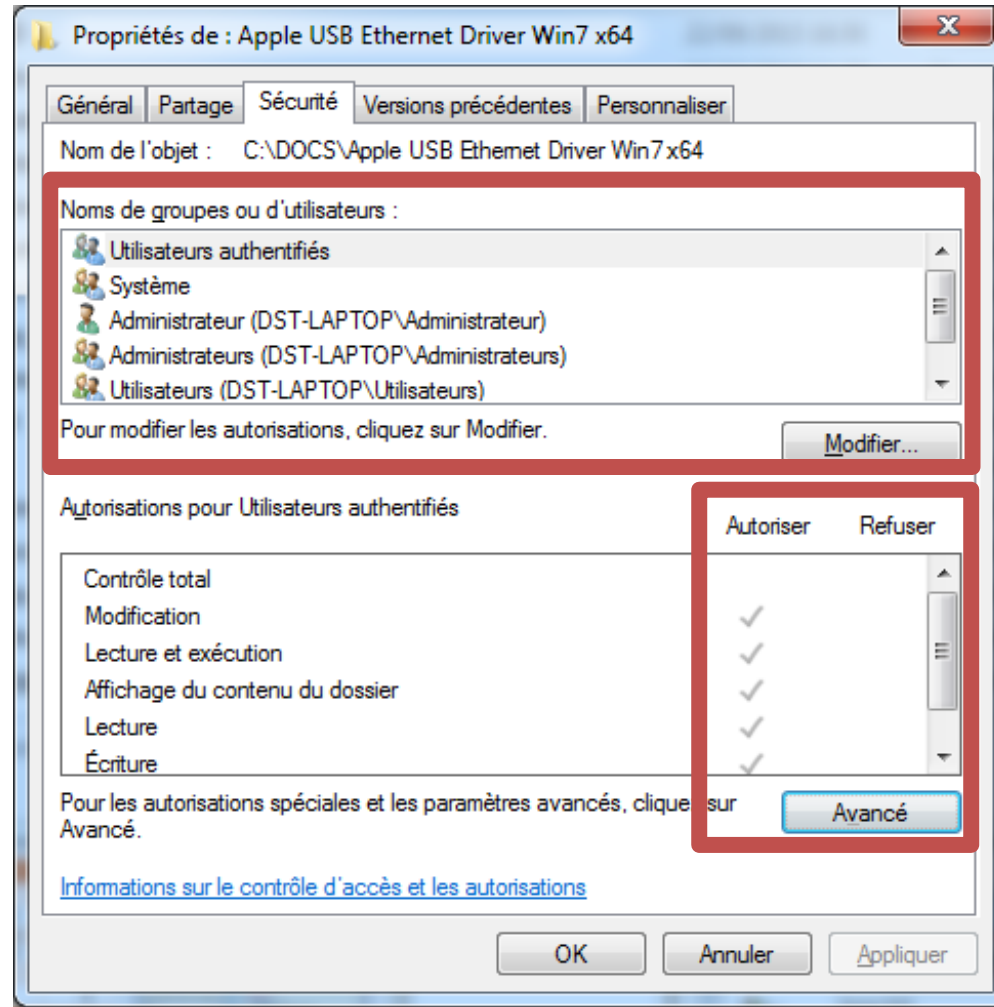 Propriétés de : Apple USB Ethernet Driver Win7 x64
Général Partage Sécurité Versions précédentes Personnaliser
Nom de l'objet : C:\DOCS\Apple USB Ethernet Driver Win7 x64
Noms de groupes ou d'utilisateurs :
Utilisateurs authentifiés
Système
Administrateur (DST-LAPTOP\Administrateur)
Administrateurs (DST-LAPTOP\Administrateurs)
Utilisateurs (DST-LAPTOP\Utilisateurs)
Pour modifier les autorisations, cliquez sur Modifier.
Modifier...
Autorisations pour Utilisateurs authentifiés
Autoriser Refuser
Contrôle total
Modification
Lecture et exécution
Affichage du contenu du dossier
Lecture
Écriture
Pour les autorisations spéciales et les paramètres avancés, cliquez sur
Avancé.
Avancé
Informations sur le contrôle d'accès et les autorisations
OK Annuler Appliquer